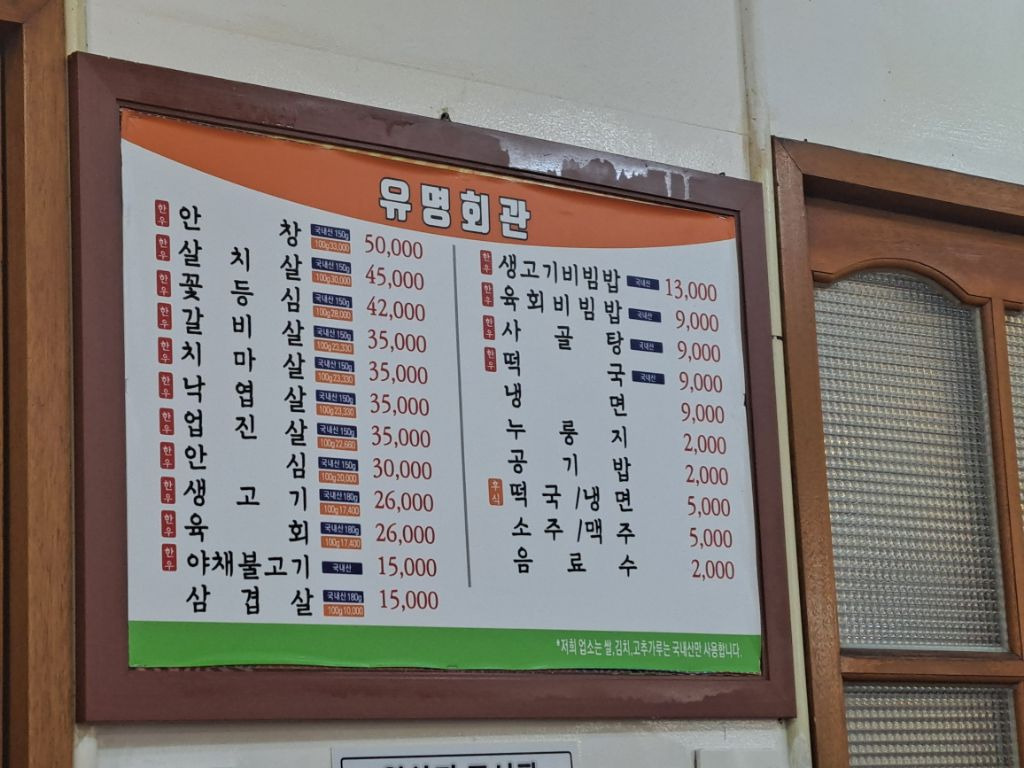 유명회관
한우 안창 국내산 150g 100g 33,000 50,000
한우 살치살 국내산 150g 100g 30,000 45,000
한우 꽃등심 국내산 150g 100g 28,000 42,000
한우 갈비살 국내산 150g 100g 23,330 35,000
한우 치마살 국내산 150g 100g 23,330 35,000
한우 낙엽살 국내산 150g 100g 23,330 35,000
한우 업진살 국내산 150g 100g 22,660 35,000
한우 안심 국내산 150g 100g 20,000 30,000
한우 생고기 국내산 180g 100g 17,400 26,000
한우 육회 국내산 180g 100g 17,400 26,000
한우 야채불고기 국내산 15,000
삼겹살 국내산 180g 100g 10,000 15,000
한우 생고기비빔밥 국내산 13,000
한우 육회비빔밥 국내산 9,000
한우 사골탕 국내산 9,000
한우 떡국 국내산 9,000
냉면 9,000
누룽지 2,000
공기밥 2,000
후식 떡국/냉면 5,000
소주/맥주 5,000
음료수 2,000
*저희 업소는 쌀,김치,고추가루는 국내산만 사용합니다.